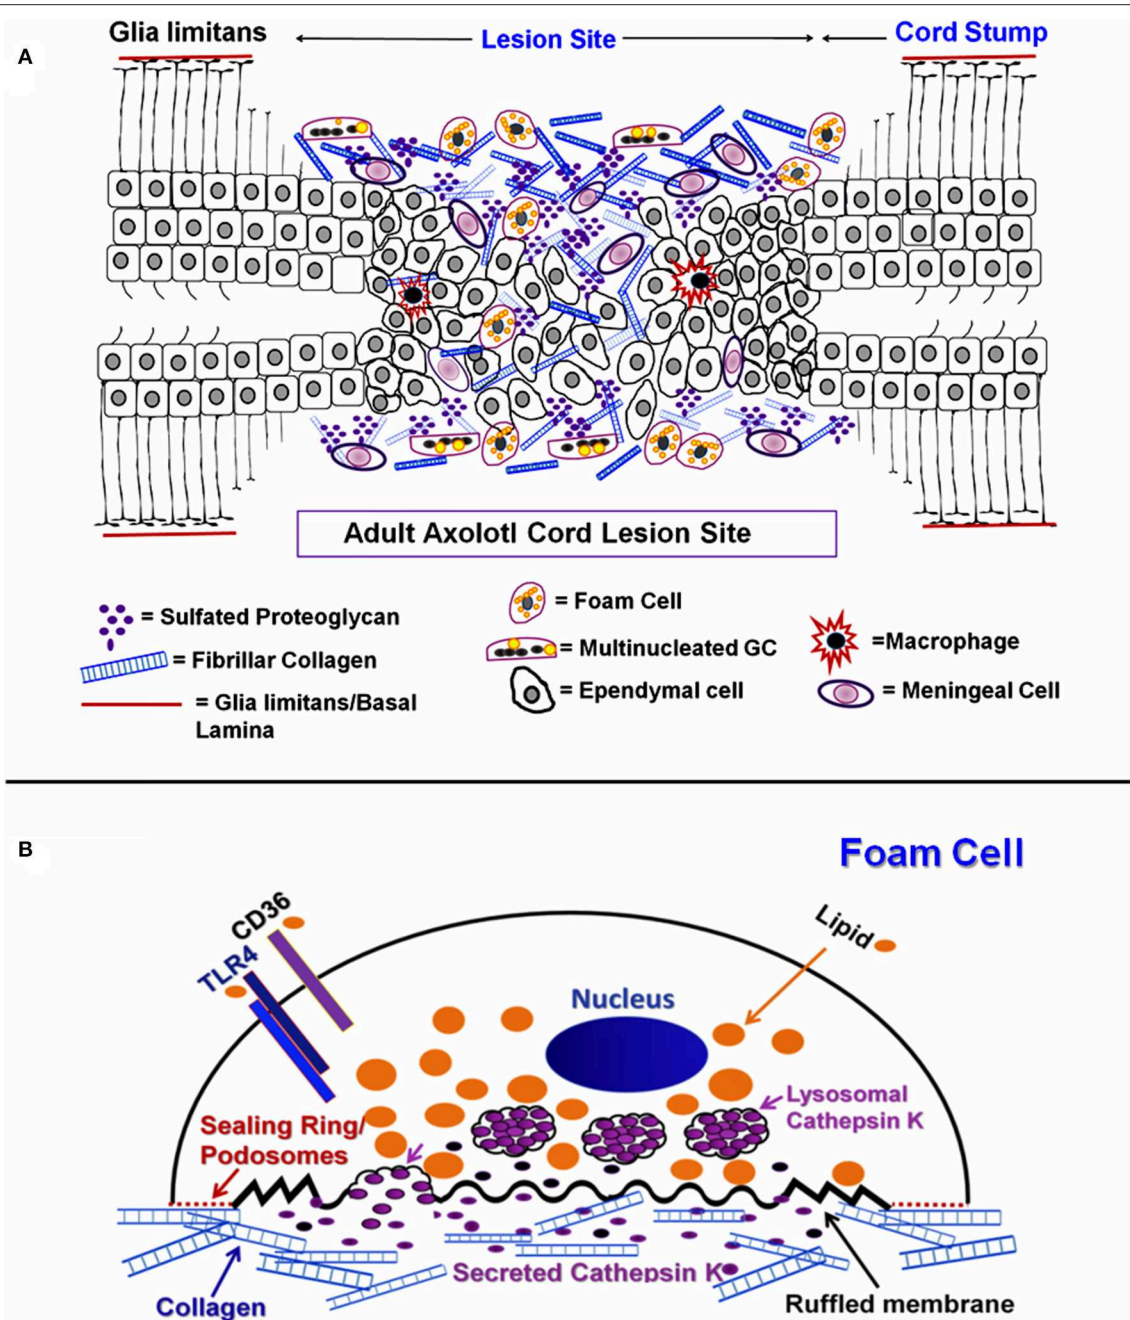 A
Glia limitans
Lesion Site
Cord Stump
Adult Axolotl Cord Lesion Site
= Sulfated Proteoglycan
= Fibrillar Collagen
= Glia limitans/Basal
Lamina
= Foam Cell
= Multinucleated GC
= Ependymal cell
=Macrophage
= Meningeal Cell
B
Foam Cell
CD36
TLR4
Lipid
Nucleus
Lysosomal
Cathepsin K
Sealing Ring/
Podosomes
Secreted Cathepsin K
Collagen
Ruffled membrane